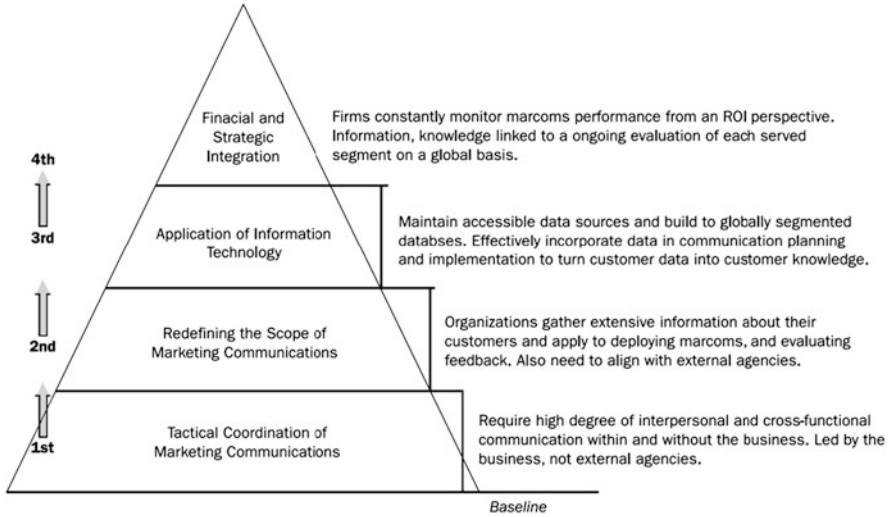 Finacial and
Strategic
Integration
Firms constantly monitor marcoms performance from an ROI perspective.
Information, knowledge linked to a ongoing evaluation of each served
segment on a global basis.
4th
3rd
Application of Information
Technology
Maintain accessible data sources and build to globally segmented
databses. Effectively incorporate data in communication planning
and implementation to turn customer data into customer knowledge.
2nd
Redefining the Scope of
Marketing Communications
Organizations gather extensive information about their
customers and apply to deploying marcoms, and evaluating
feedback. Also need to align with external agencies.
1st
Tactical Coordination of
Marketing Communications
Require high degree of interpersonal and cross-functional
communication within and without the business. Led by the
business, not external agencies.
Baseline